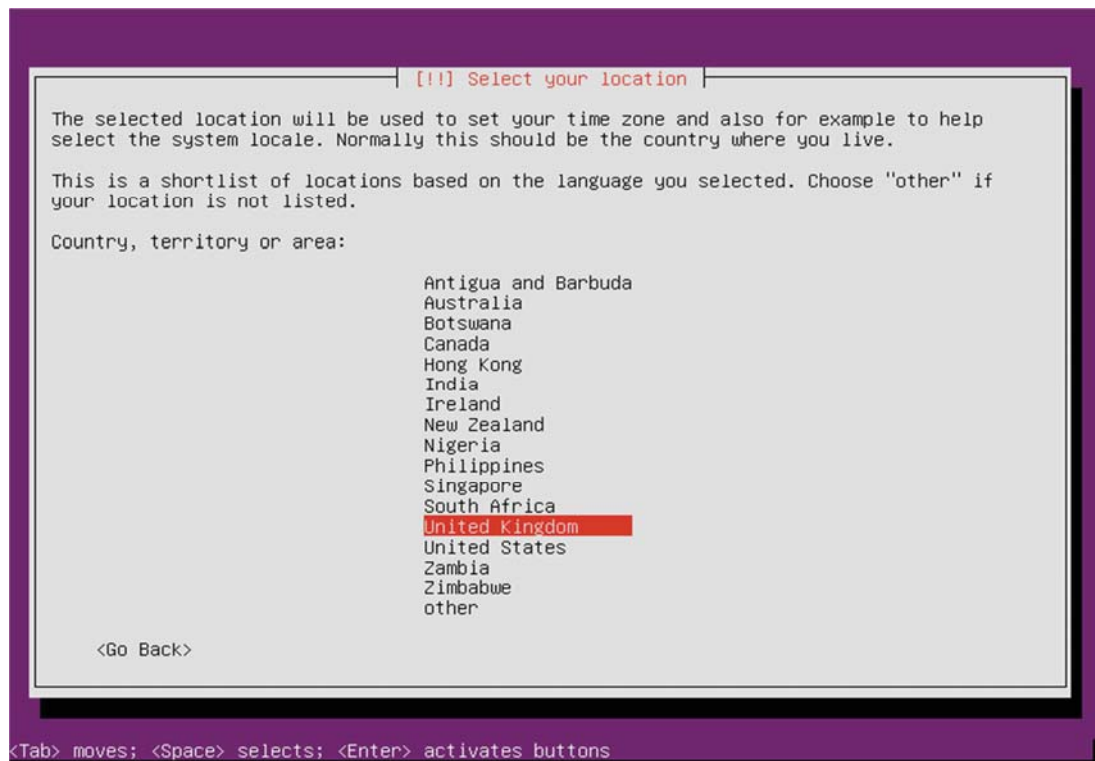 [!!] Select your location
The selected location will be used to set your time zone and also for example to help
select the system locale. Normally this should be the country where you live.
This is a shortlist of locations based on the language you selected. Choose "other" if
your location is not listed.
Country, territory or area:
Antigua and Barbuda
Australia
Botswana
Canada
Hong Kong
India
Ireland
New Zealand
Nigeria
Philippines
Singapore
South Africa
United Kingdom
United States
Zambia
Zimbabwe
other
<Go Back>
<Tab> moves; <Space> selects; <Enter> activates buttons